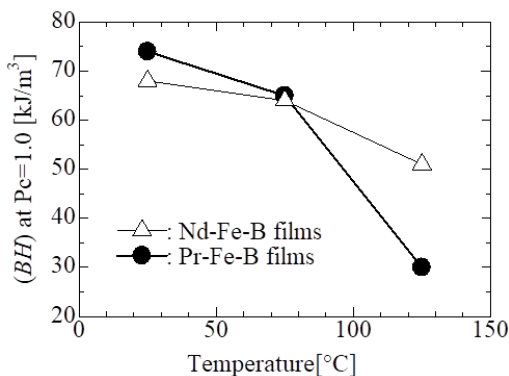 (BH) at Pc=1.0 [kJ/m³]
80
70
60
50
40
30
20
△: Nd-Fe-B films
●: Pr-Fe-B films
0 50 100 150
Temperature[°C]